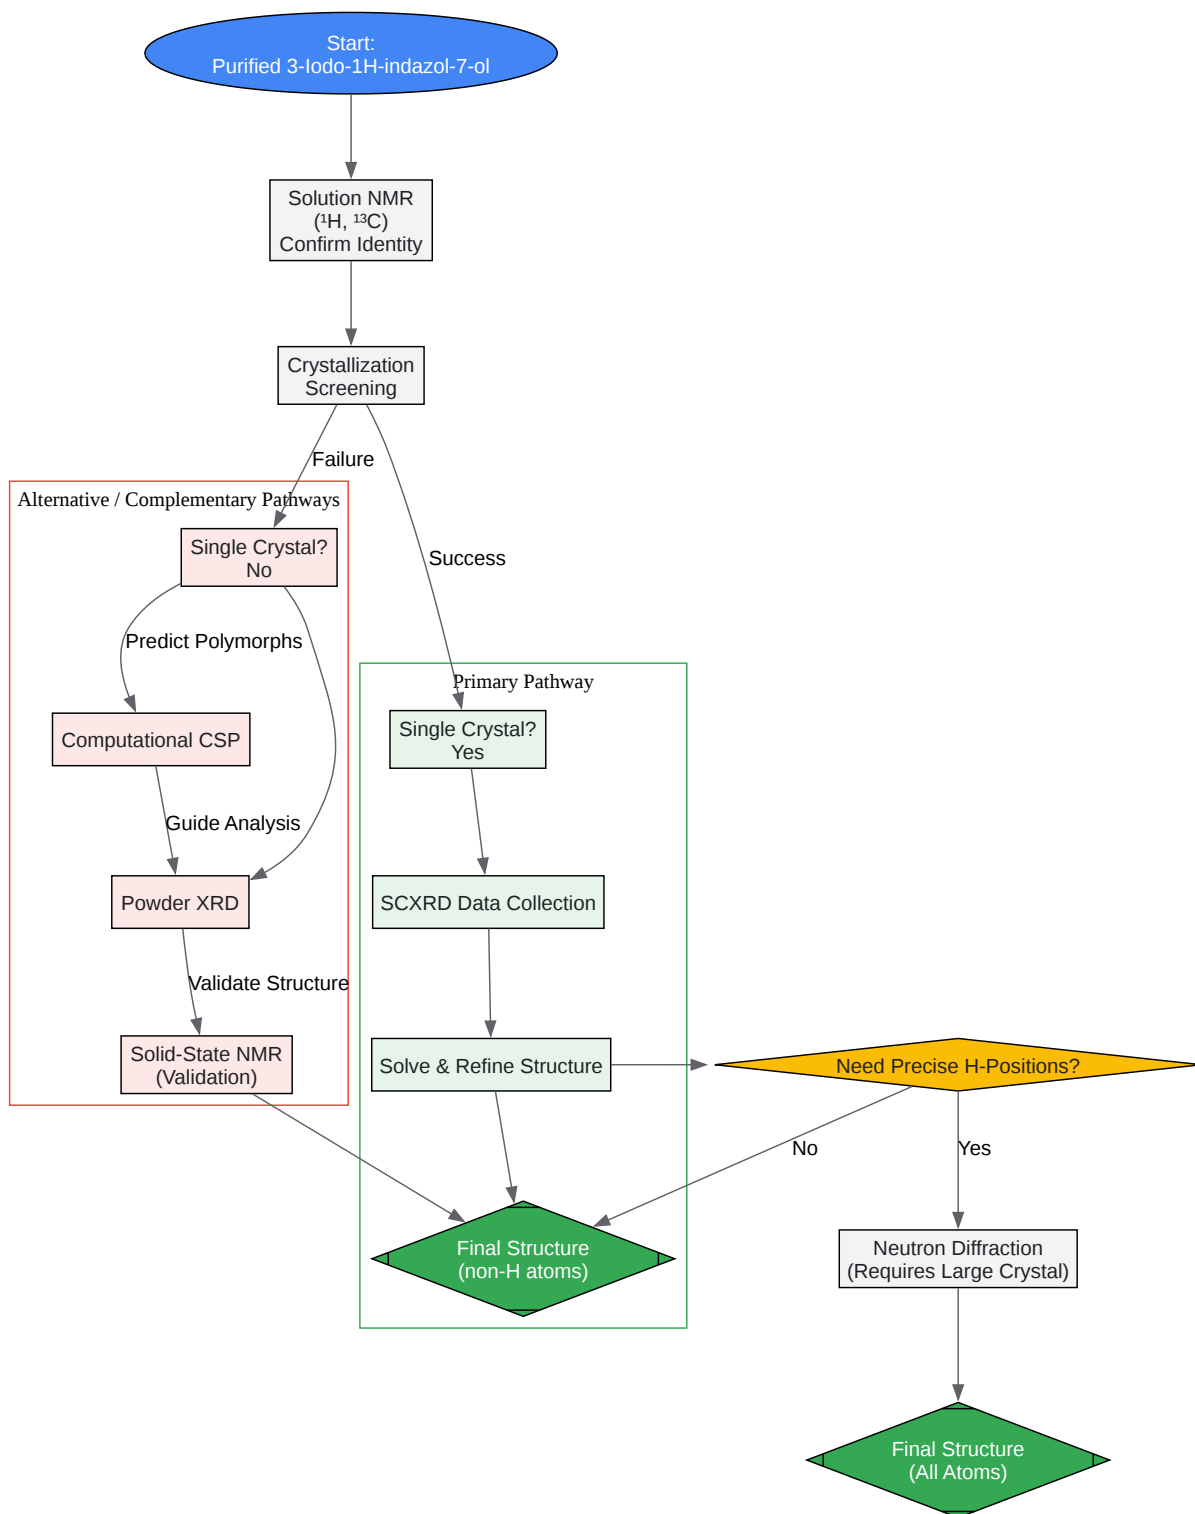 Start:
Purified 3-Iodo-1H-indazol-7-ol
Solution NMR
(¹H, ¹³C)
Confirm Identity
Crystallization
Screening
Failure
Success
Alternative / Complementary Pathways
Single Crystal?
No
Predict Polymorphs
Computational CSP
Guide Analysis
Powder XRD
Validate Structure
Solid-State NMR
(Validation)
Primary Pathway
Single Crystal?
Yes
SCXRD Data Collection
Solve & Refine Structure
Need Precise H-Positions?
No
Yes
Final Structure
(non-H atoms)
Neutron Diffraction
(Requires Large Crystal)
Final Structure
(All Atoms)